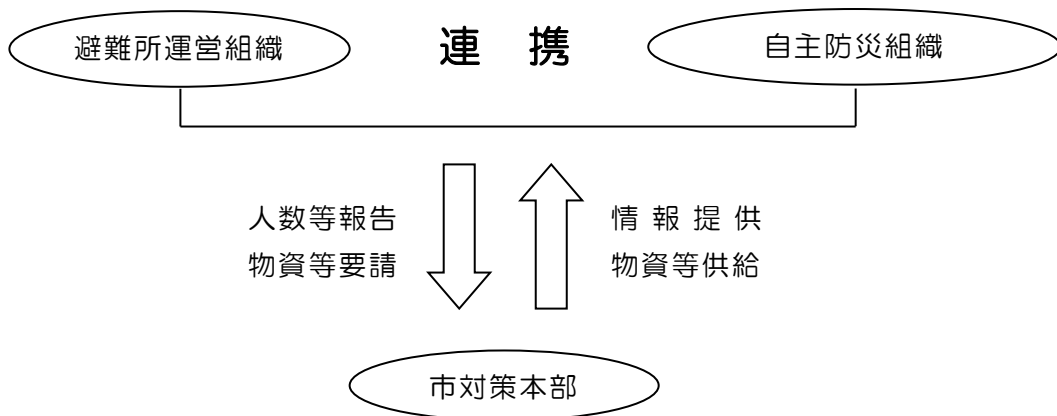 避難所運営組織
連 携
自主防災組織
人数等報告
物資等要請
情 報 提 供
物資等供給
市対策本部